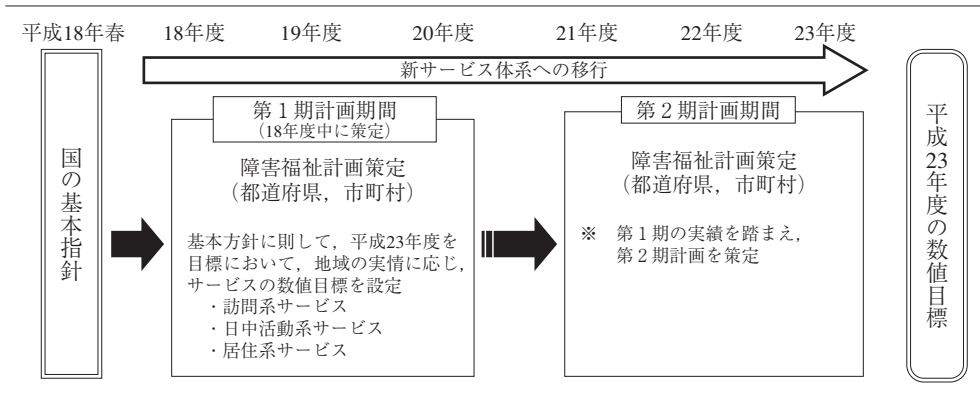 平成18年春 18年度 19年度 20年度 21年度 22年度 23年度
新サービス体系への移行
国の基本指針
第1期計画期間
(18年度中に策定)
障害福祉計画策定
(都道府県,市町村)
基本方針に則して,平成23年度を
目標において,地域の実情に応じ,
サービスの数値目標を設定
・訪問系サービス
・日中活動系サービス
・居住系サービス
第2期計画期間
障害福祉計画策定
(都道府県,市町村)
※ 第1期の実績を踏まえ,
第2期計画を策定
平成23年度の数値目標